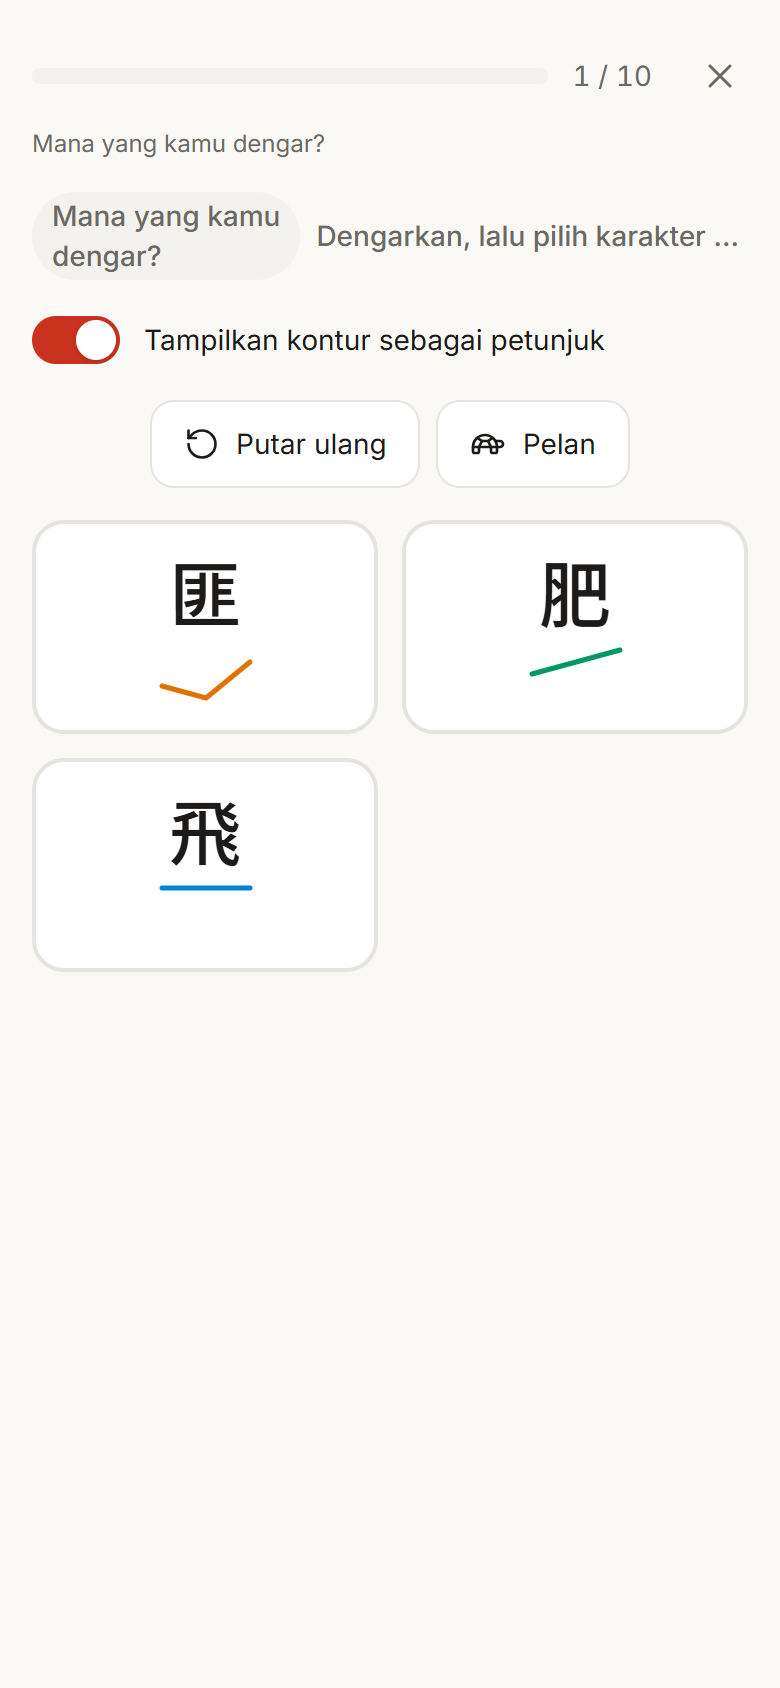 1 / 10
Mana yang kamu dengar?
Mana yang kamu
dengar?
Dengarkan, lalu pilih karakter ...
Tampilkan kontur sebagai petunjuk
Putar ulang
Pelan
匪
肥
飛